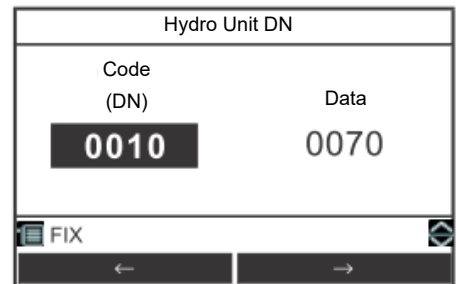 Hydro Unit DN
Code
(DN)
Data
0010
0070
FIX
← →